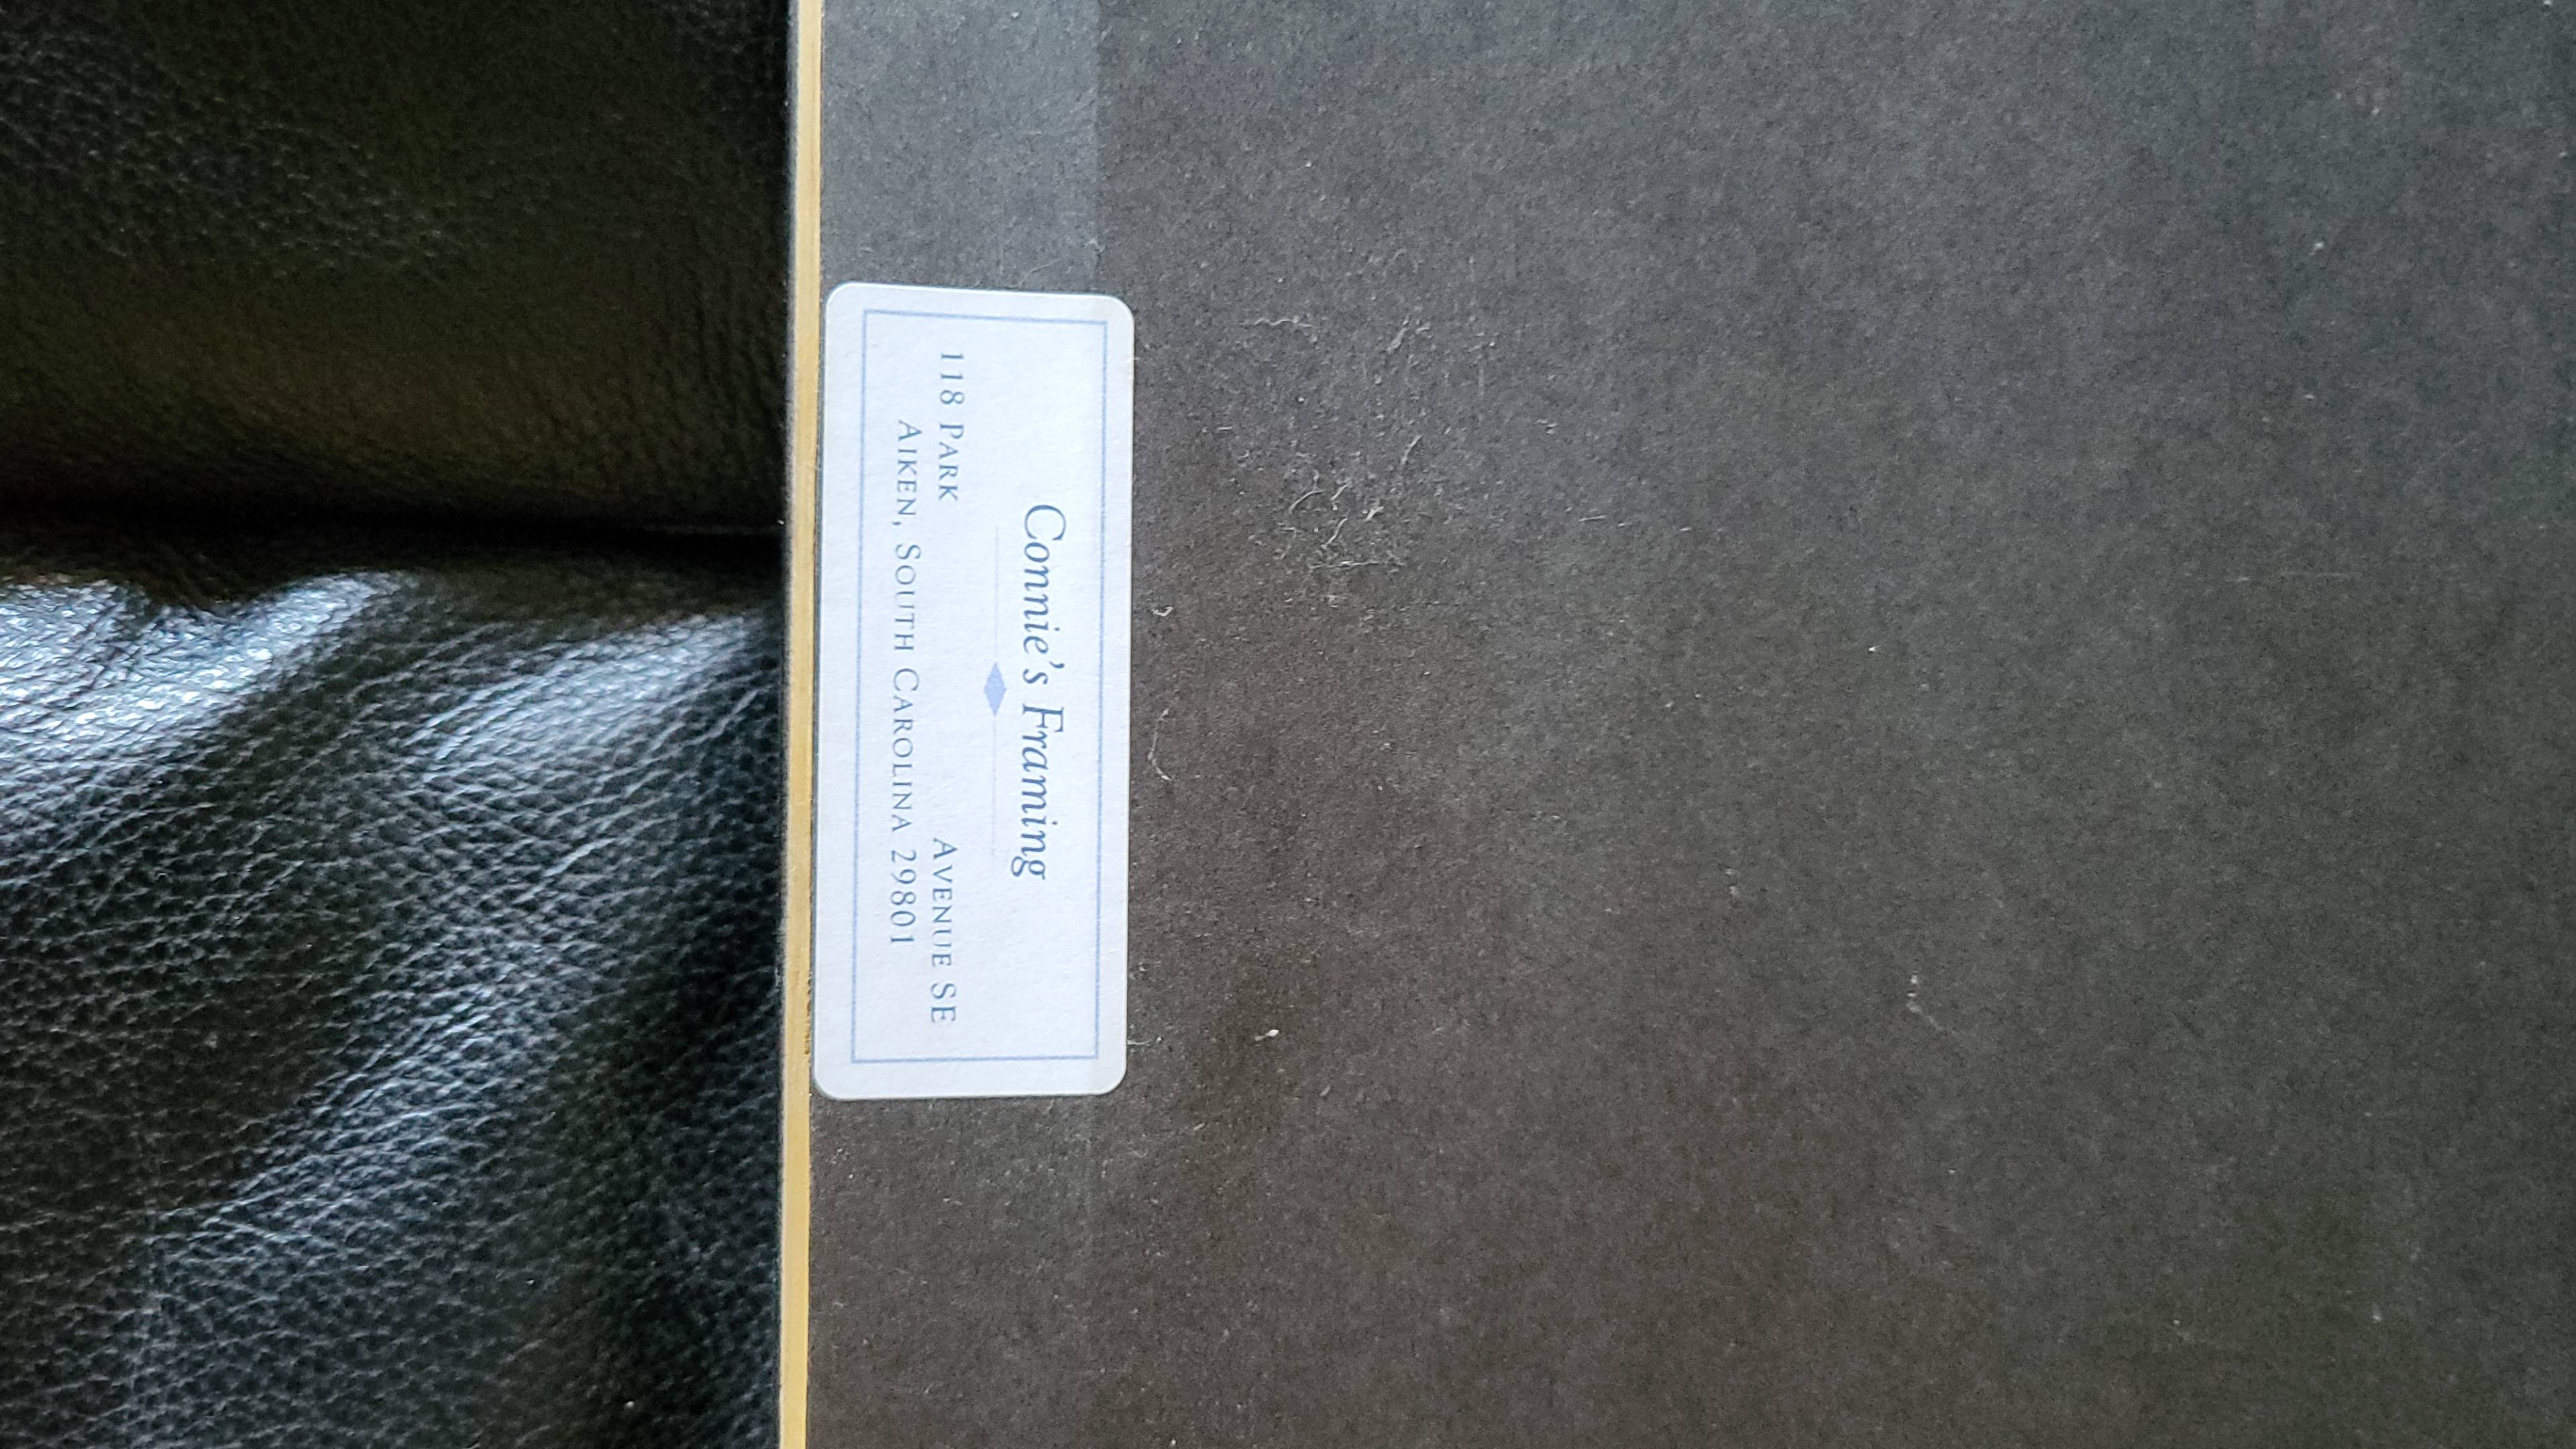 Connie's Framing
118 PARK AVENUE SE
AIKEN, SOUTH CAROLINA 29801